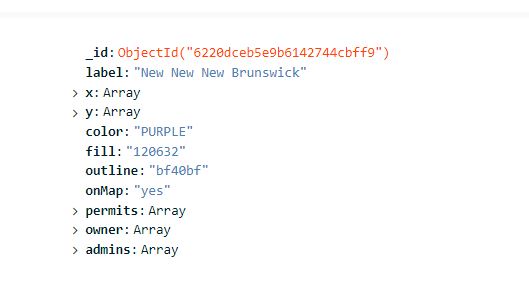 _id: ObjectId("6220dceb5e9b6142744cbff9")
label: "New New New Brunswick"
> x: Array
> y: Array
color: "PURPLE"
fill: "120632"
outline: "bf40bf"
onMap: "yes"
> permits: Array
> owner: Array
> admins: Array